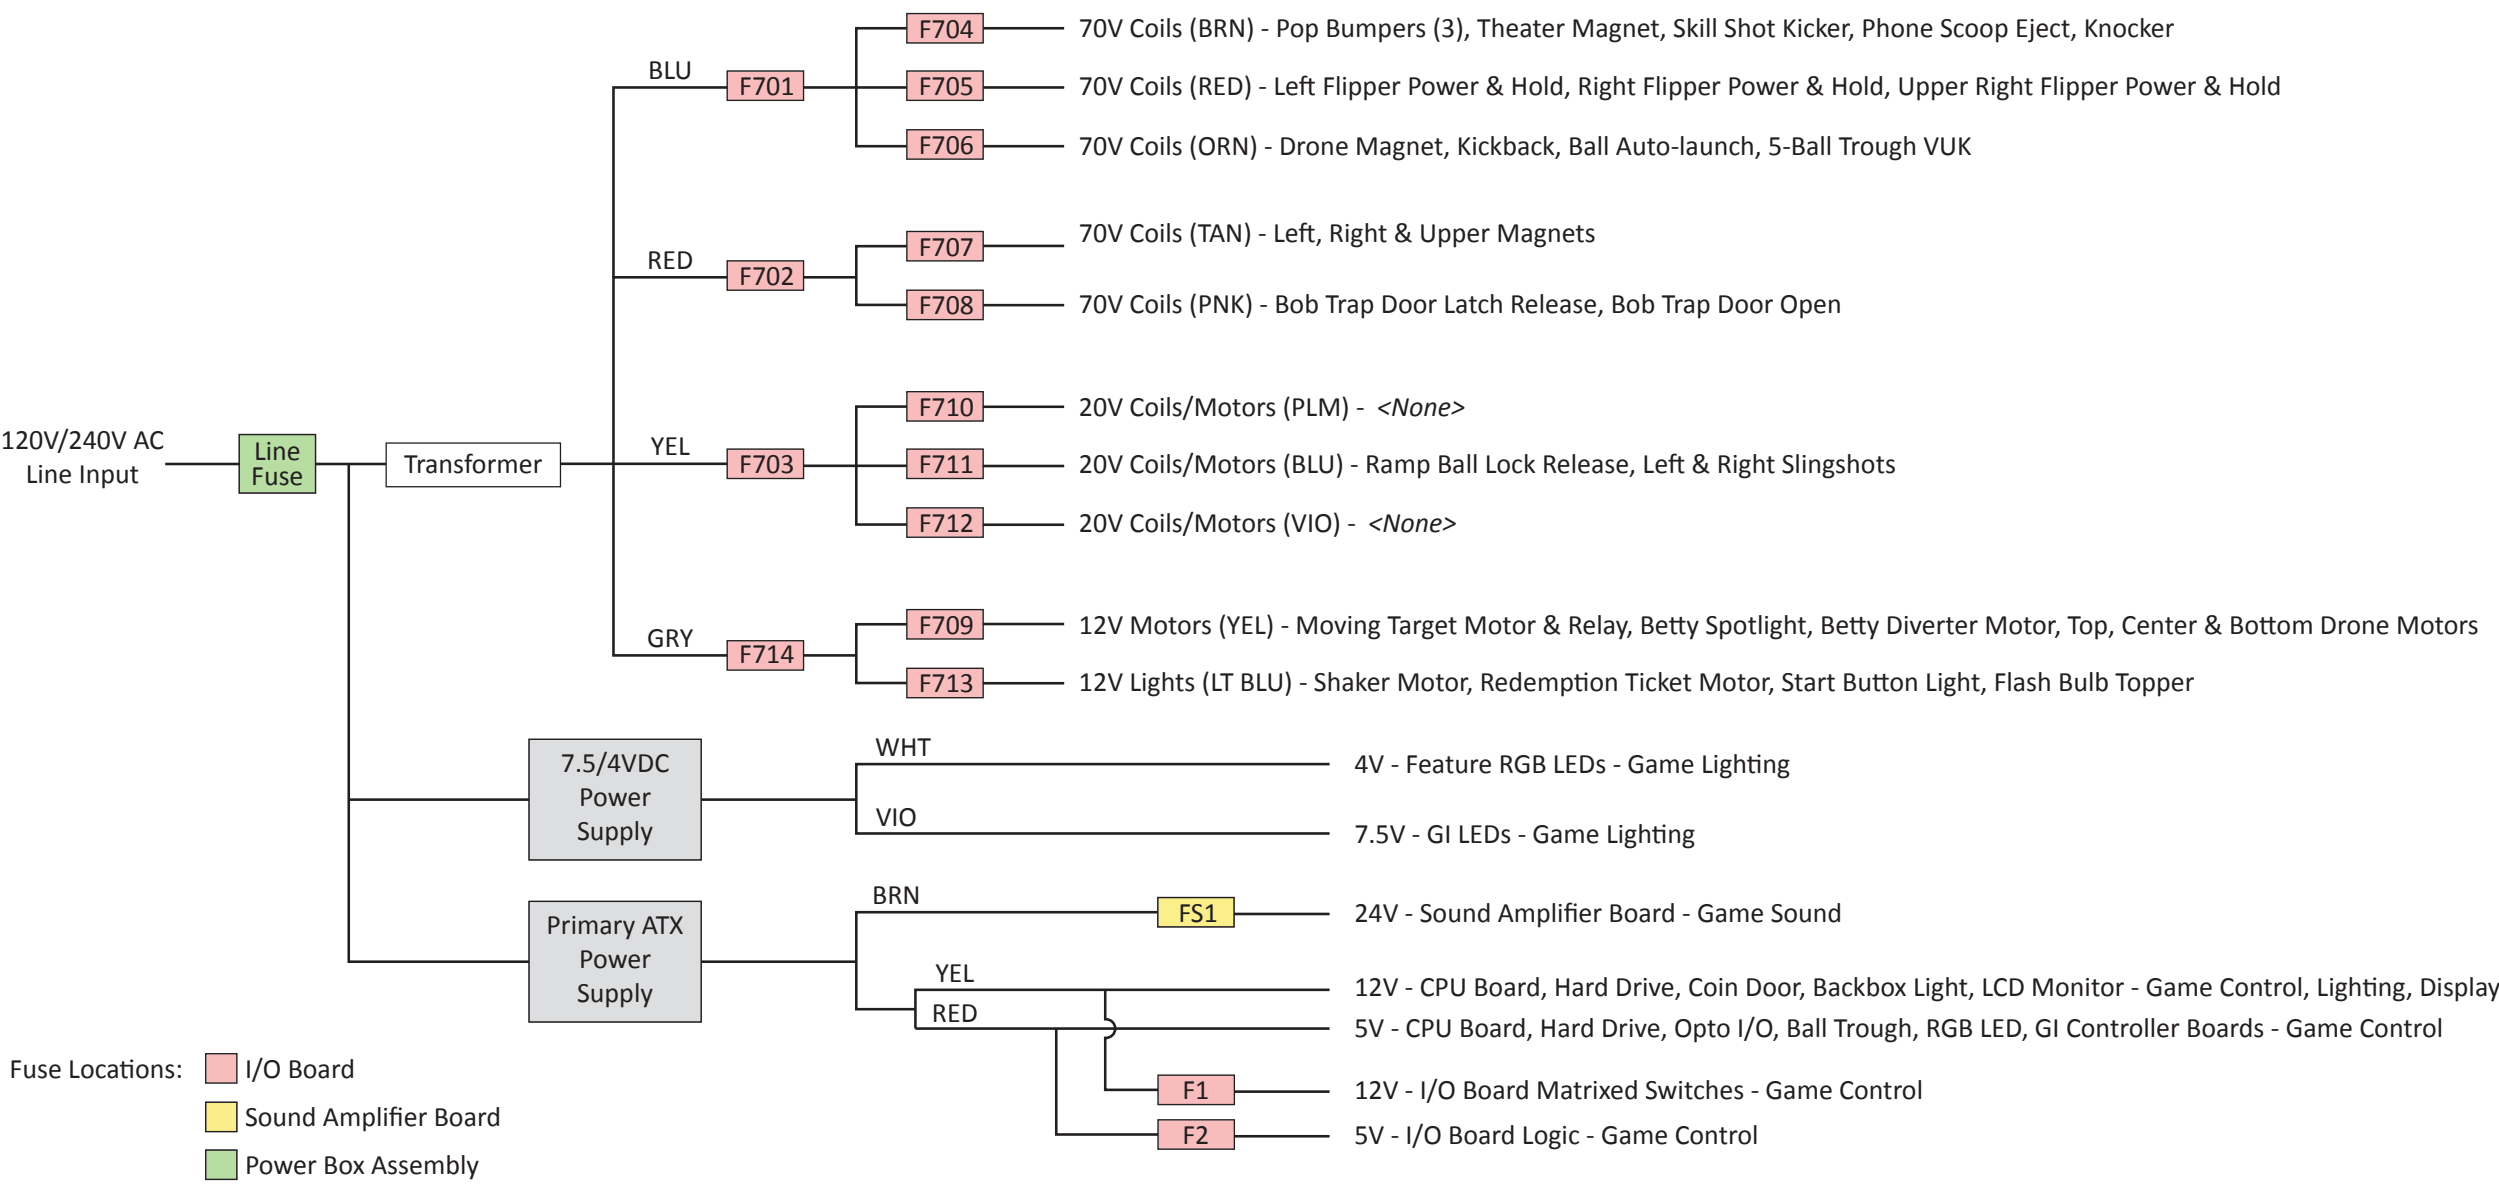 F704
70V Coils (BRN) - Pop Bumpers (3), Theater Magnet, Skill Shot Kicker, Phone Scoop Eject, Knocker
BLU
F701
F705
70V Coils (RED) - Left Flipper Power & Hold, Right Flipper Power & Hold, Upper Right Flipper Power & Hold
F706
70V Coils (ORN) - Drone Magnet, Kickback, Ball Auto-launch, 5-Ball Trough VUK
RED
F702
F707
70V Coils (TAN) - Left, Right & Upper Magnets
F708
70V Coils (PNK) - Bob Trap Door Latch Release, Bob Trap Door Open
120V/240V AC
Line Input
Line
Fuse
Transformer
YEL
F703
F710
20V Coils/Motors (PLM) - <None>
F711
20V Coils/Motors (BLU) - Ramp Ball Lock Release, Left & Right Slingshots
F712
20V Coils/Motors (VIO) - <None>
GRY
F714
F709
12V Motors (YEL) - Moving Target Motor & Relay, Betty Spotlight, Betty Diverter Motor, Top, Center & Bottom Drone Motors
F713
12V Lights (LT BLU) - Shaker Motor, Redemption Ticket Motor, Start Button Light, Flash Bulb Topper
7.5/4VDC
Power
Supply
WHT
4V - Feature RGB LEDs - Game Lighting
VIO
7.5V - GI LEDs - Game Lighting
Primary ATX
Power
Supply
BRN
FS1
24V - Sound Amplifier Board - Game Sound
YEL
12V - CPU Board, Hard Drive, Coin Door, Backbox Light, LCD Monitor - Game Control, Lighting, Display
RED
5V - CPU Board, Hard Drive, Opto I/O, Ball Trough, RGB LED, GI Controller Boards - Game Control
F1
12V - I/O Board Matrixed Switches - Game Control
F2
5V - I/O Board Logic - Game Control
Fuse Locations:
I/O Board
Sound Amplifier Board
Power Box Assembly